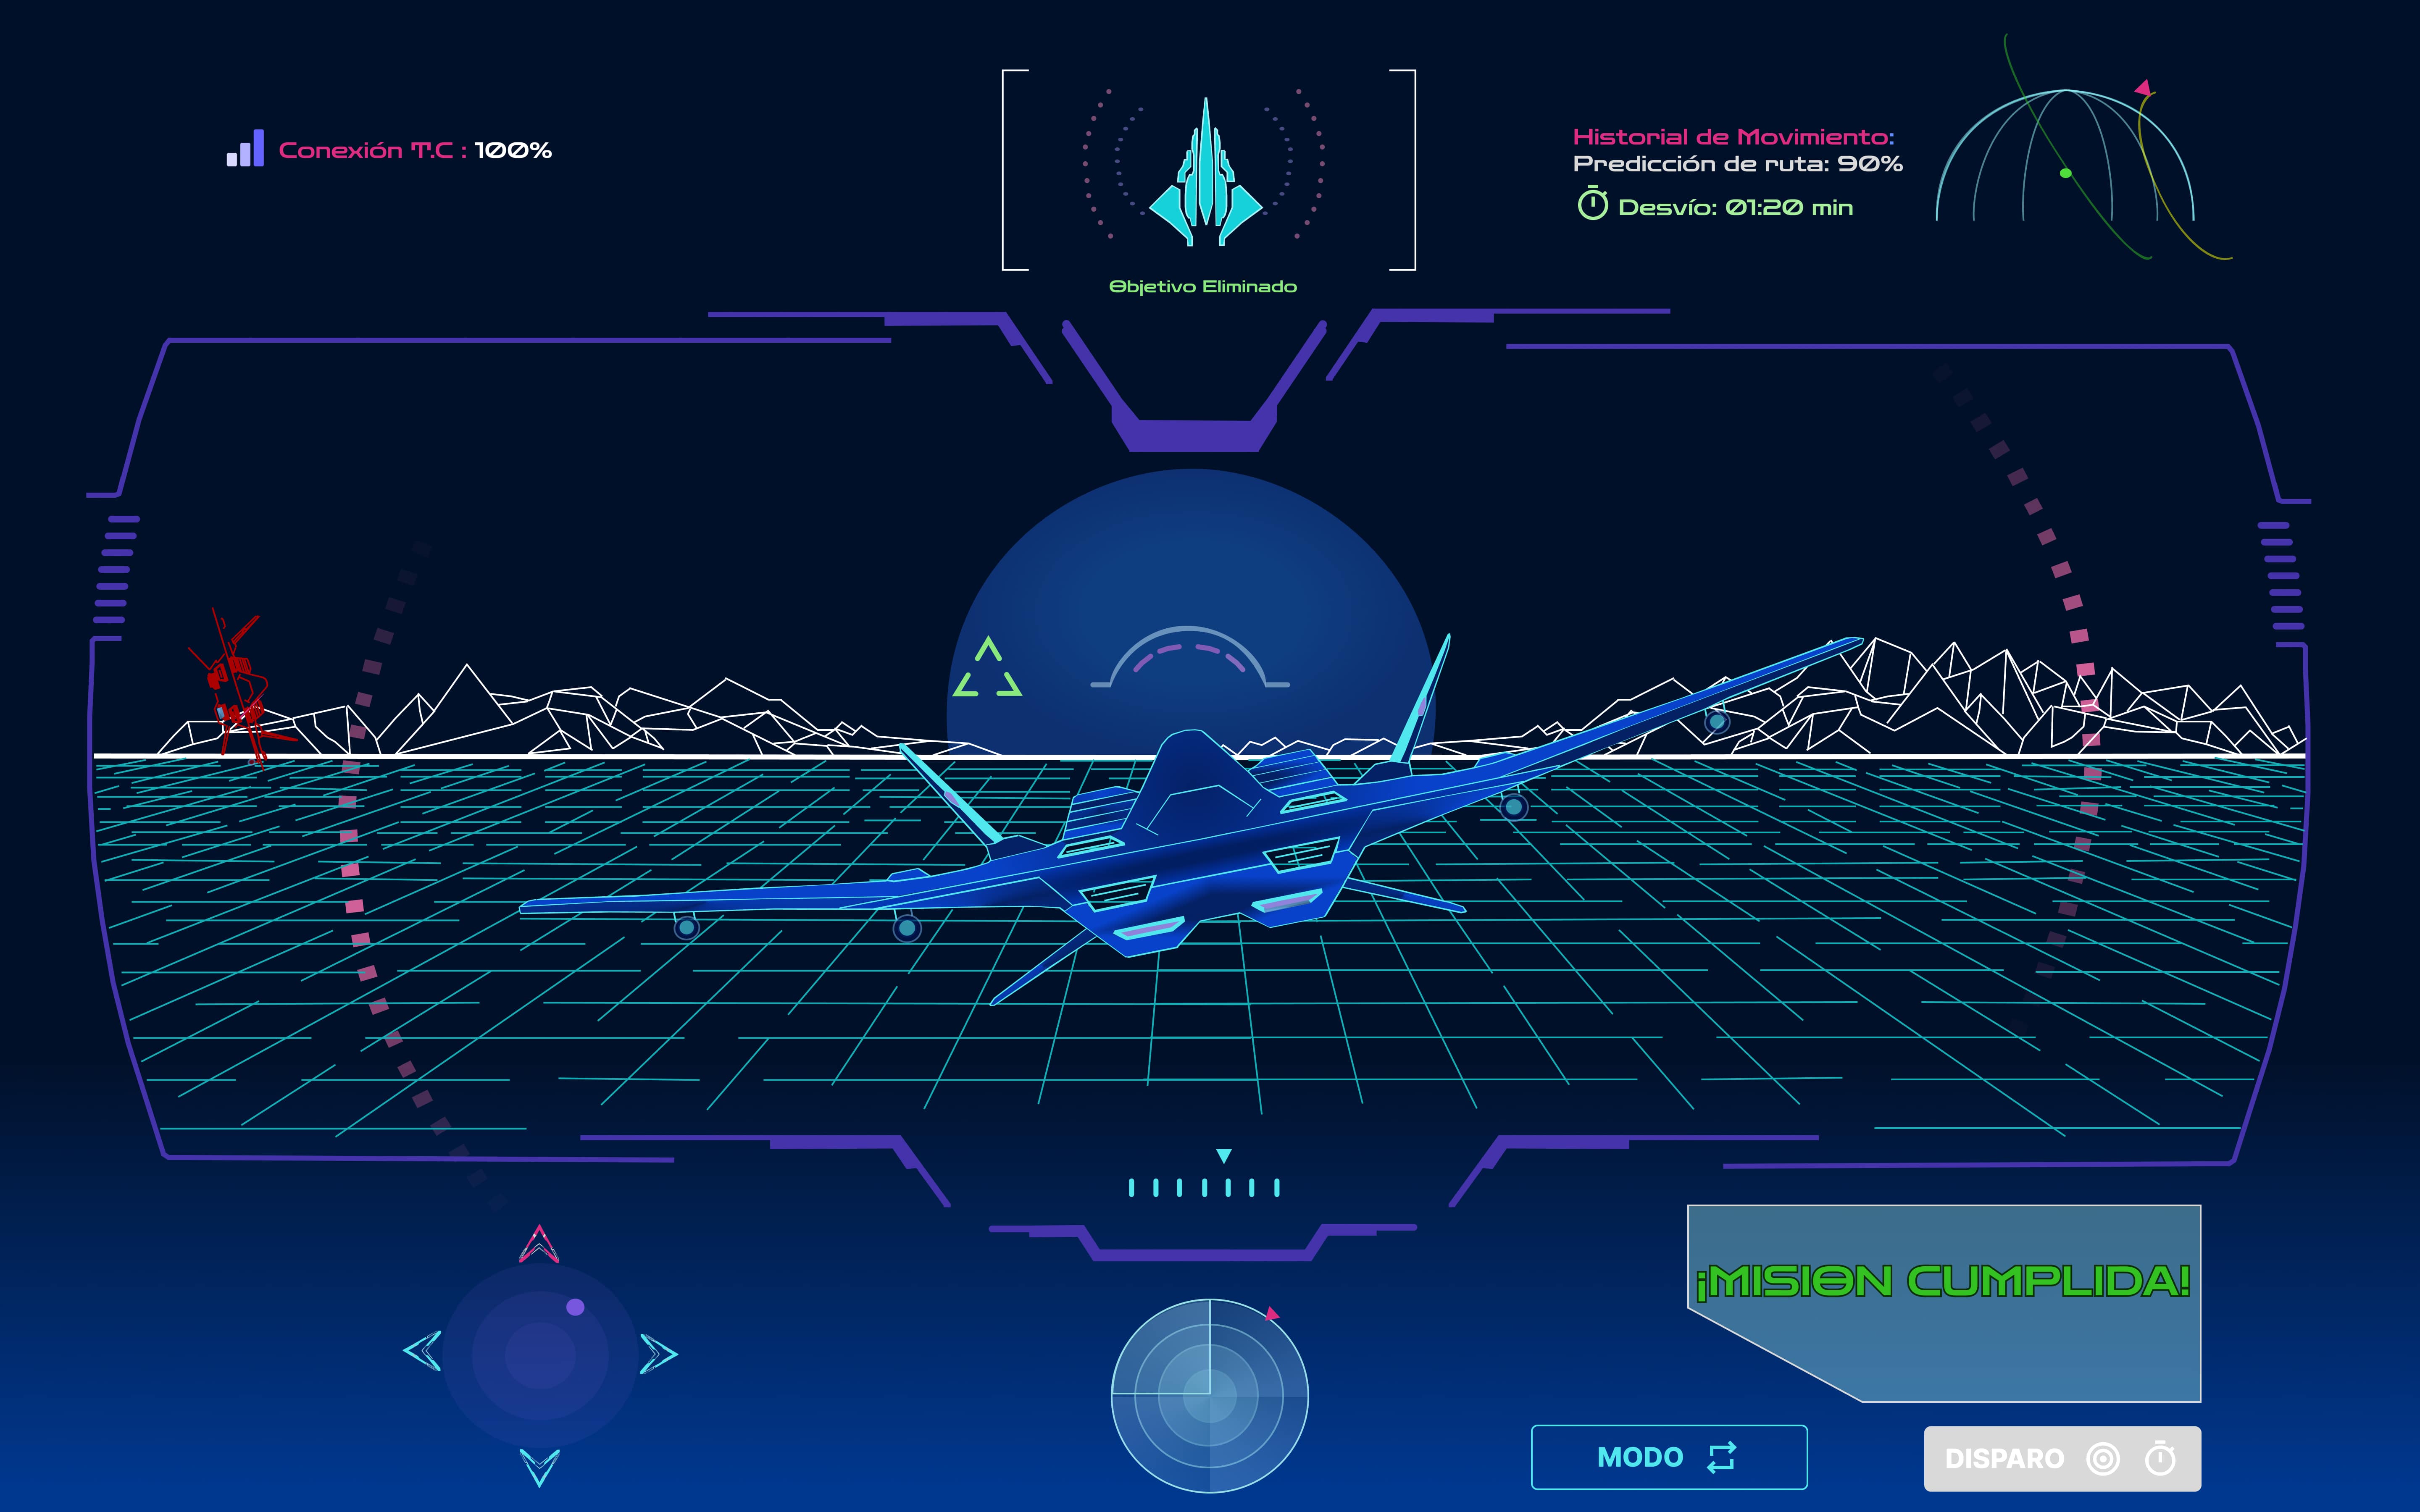 Conexión T.C : 100%
Objetivo Eliminado
Historial de Movimiento:
Predicción de ruta: 90%
Desvío: 01:20 min
¡MISION CUMPLIDA!
MODO
DISPARO